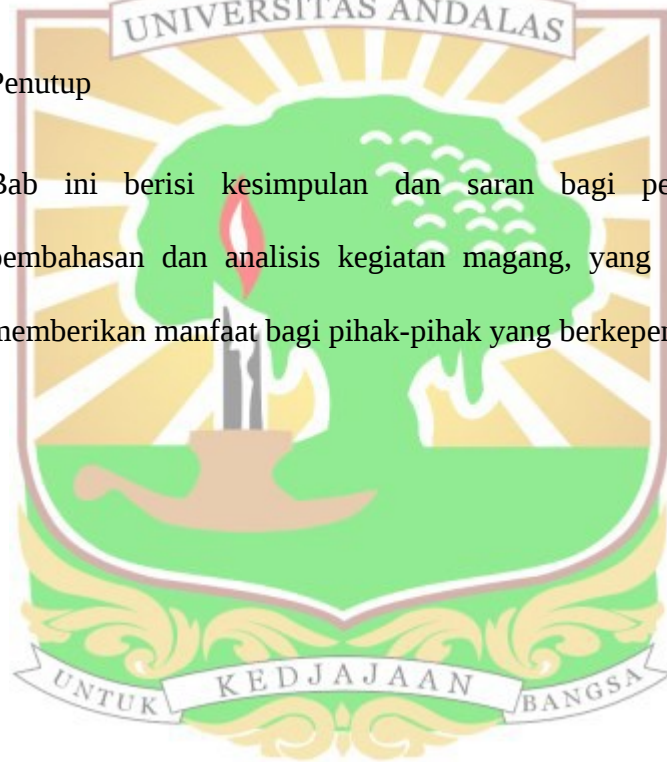 UNIVERSITAS ANDALAS
Penutup
Bab ini berisi kesimpulan dan saran bagi pe
pembahasan dan analisis kegiatan magang, yang
memberikan manfaat bagi pihak-pihak yang berkepen
UNTUK KEDJAJAAN BANGSA